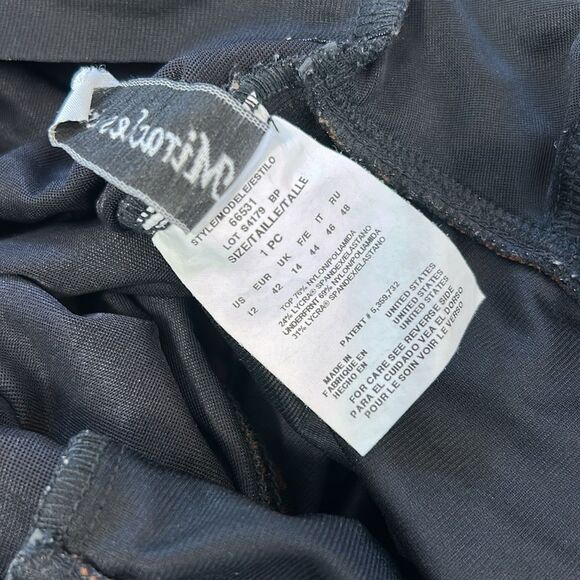 Miraclesu
STYLE/MODELE/ESTILO
66531
LOT S4179 BP
SIZE/TAILLE/TALLE
1 PC
US EUR UK F/E IT RU
12 42 14 44 46 48
TOP 76% NYLON/POLIAMIDA
24% LYCRA® SPANDEX/ELASTANO
UNDERFRNT 69% NYLON/POLIAMIDA
31% LYCRA® SPANDEX/ELASTANO
PATENT # 5,359,732
MADE IN UNITED STATES
FABRIQUE EN UNITED STATES
HECHO EN UNITED STATES
FOR CARE SEE REVERSE SIDE
PARA EL CUIDADO VEA EL DORSO
POUR LE SOIN VOIR LE VERSO